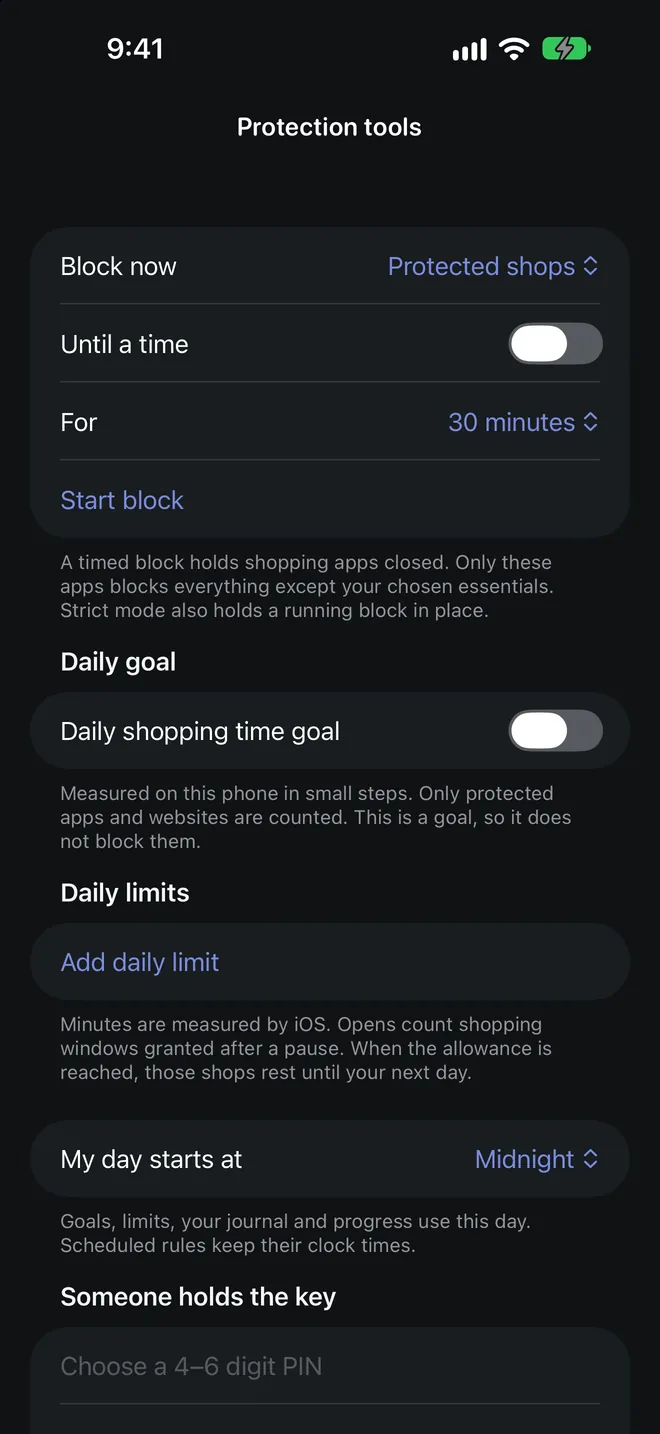 9:41
Protection tools
Block now
Protected shops
Until a time
For
30 minutes
Start block
A timed block holds shopping apps closed. Only these
apps blocks everything except your chosen essentials.
Strict mode also holds a running block in place.
Daily goal
Daily shopping time goal
Measured on this phone in small steps. Only protected
apps and websites are counted. This is a goal, so it does
not block them.
Daily limits
Add daily limit
Minutes are measured by iOS. Opens count shopping
windows granted after a pause. When the allowance is
reached, those shops rest until your next day.
My day starts at
Midnight
Goals, limits, your journal and progress use this day.
Scheduled rules keep their clock times.
Someone holds the key
Choose a 4–6 digit PIN